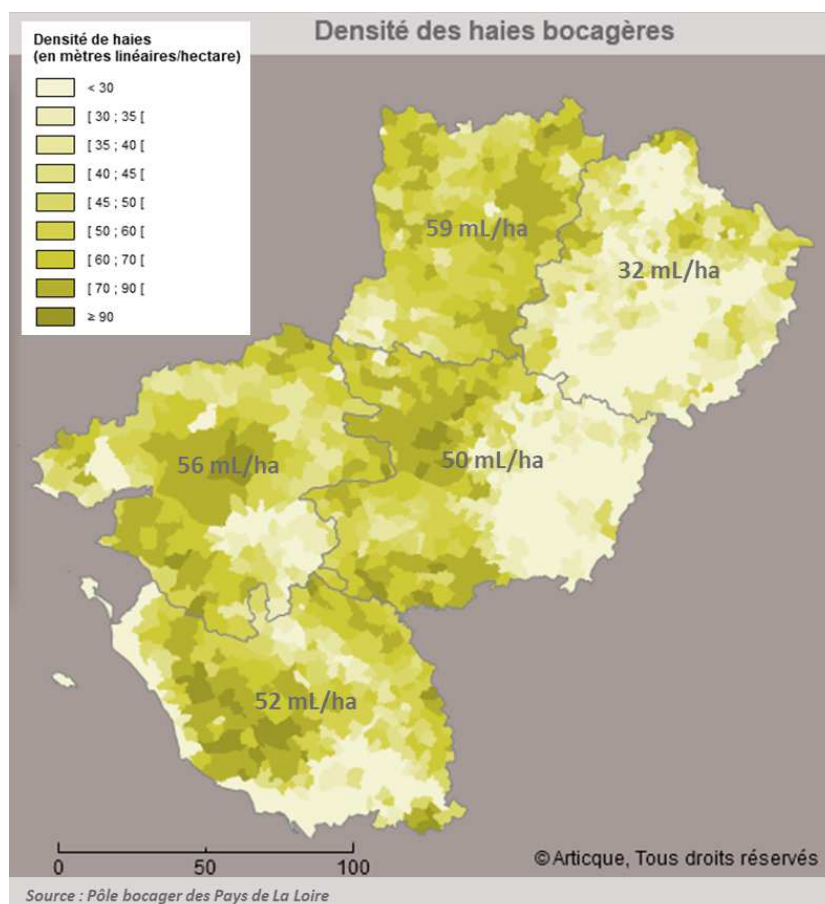 Densité des haies bocagères
Densité de haies
(en mètres linéaires/hectare)
< 30
[ 30 ; 35 [
[ 35 ; 40 [
[ 40 ; 45 [
[ 45 ; 50 [
[ 50 ; 60 [
[ 60 ; 70 [
[ 70 ; 90 [
≥ 90
59 mL/ha
32 mL/ha
56 mL/ha
50 mL/ha
52 mL/ha
0 50 100
© Articque, Tous droits réservés
Source : Pôle bocager des Pays de La Loire